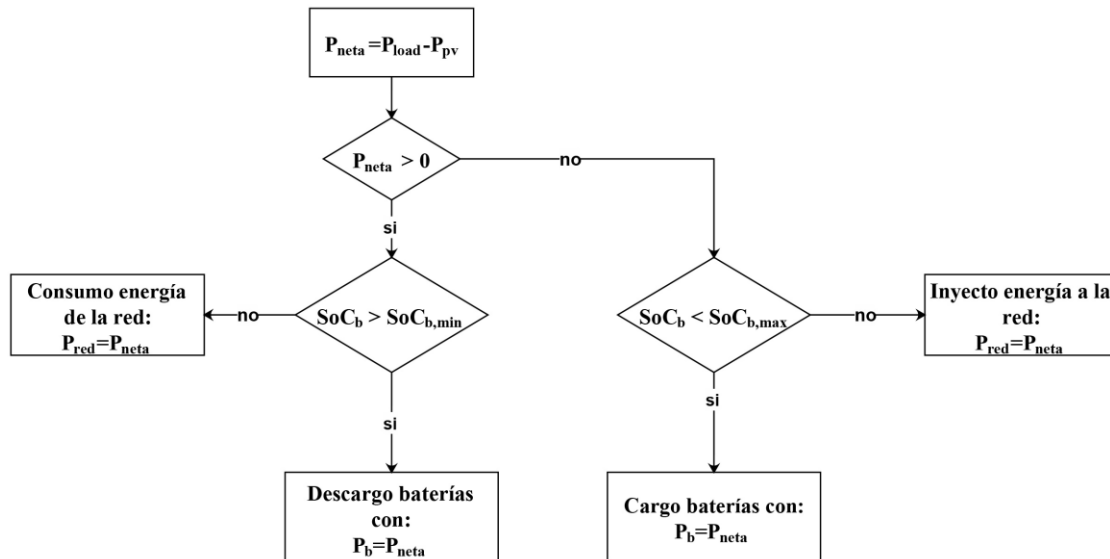 P_neta = P_load - P_pv
P_neta > 0
no
si
Consumo energía
de la red:
P_red=P_neta
no
SoC_b > SoC_b,min
SoC_b < SoC_b,max
no
Inyecto energía a la
red:
P_red=P_neta
si
si
Descargo baterías
con:
P_b=P_neta
Cargo baterías con:
P_b=P_neta